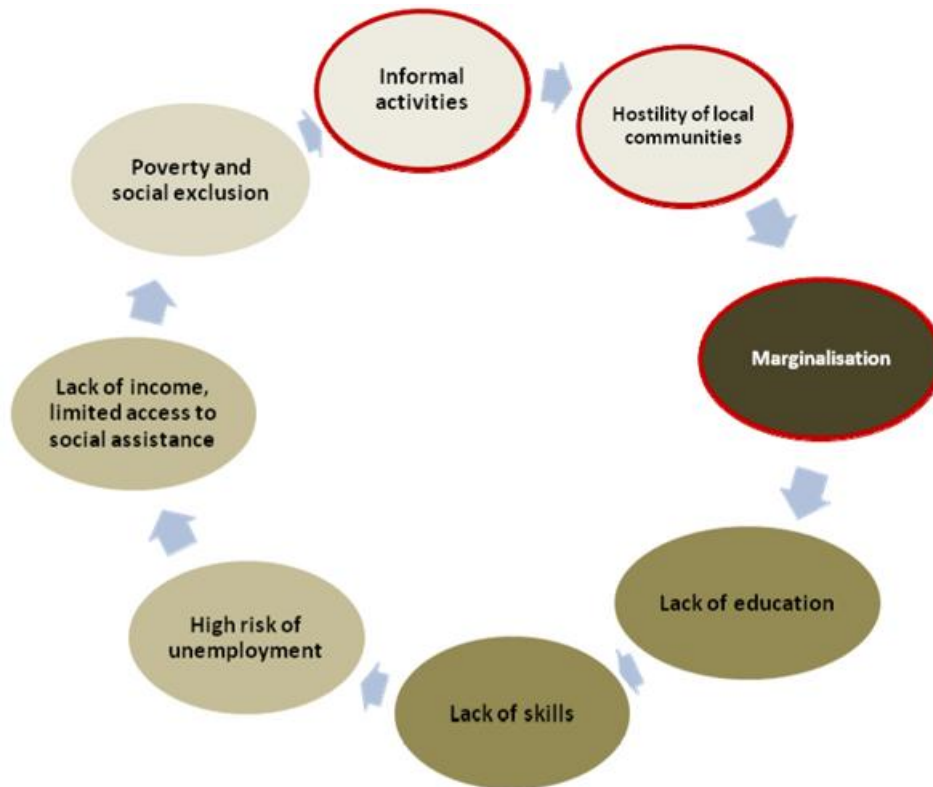 Informal
activities
Hostility of local
communities
Marginalisation
Lack of education
Lack of skills
High risk of
unemployment
Lack of income,
limited access to
social assistance
Poverty and
social exclusion